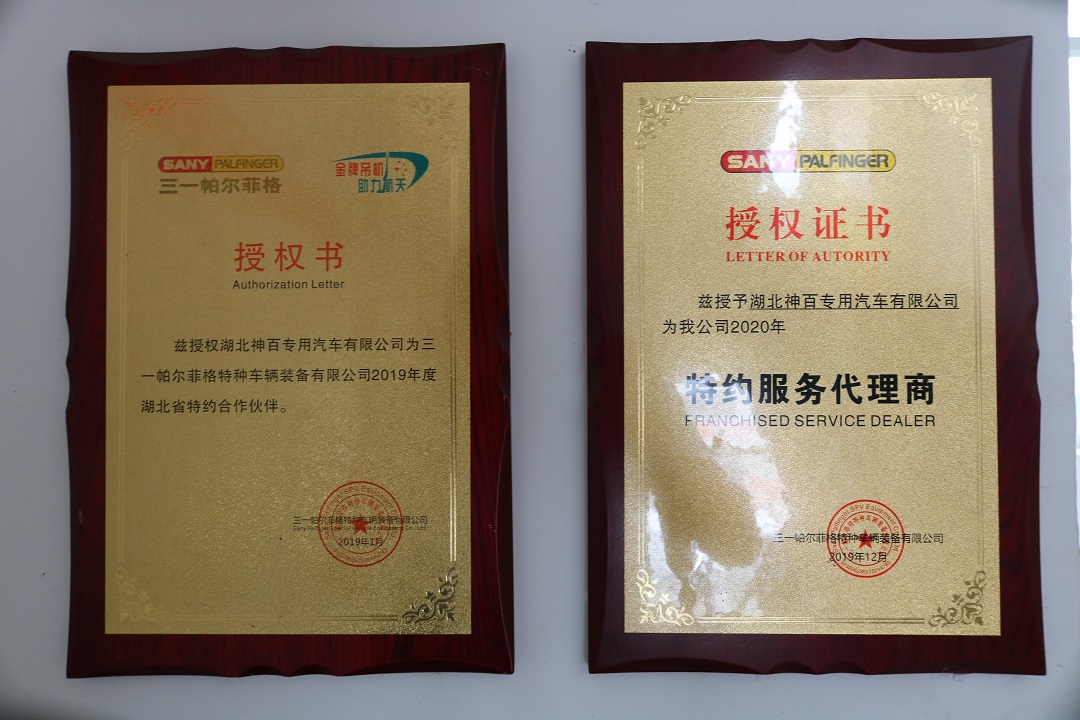 SANY PALFINGER
三一帕尔菲格
金牌吊机
助力航天
授权书
Authorization Letter
兹授权湖北神百专用汽车有限公司为三
一帕尔菲格特种车辆装备有限公司2019年度
湖北省特约合作伙伴。
三一帕尔菲格特种车辆装备有限公司
2019年1月
SANY PALFINGER
授权证书
LETTER OF AUTORITY
兹授予湖北神百专用汽车有限公司
为我公司2020年
特约服务代理商
FRANCHISED SERVICE DEALER
三一帕尔菲格特种车辆装备有限公司
2019年12月